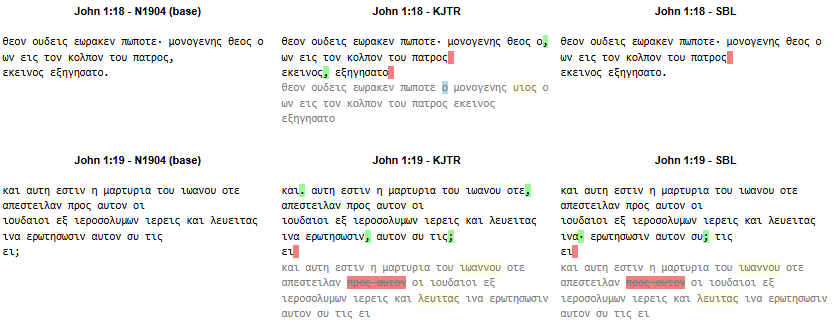 John 1:18 - N1904 (base)
θεον ουδεις εωρακεν πωποτε· μονογενης θεος ο
ων εις τον κολπον του πατρος,
εκεινος εξηγησατο.
John 1:18 - KJTR
θεον ουδεις εωρακεν πωποτε· μονογενης θεος ο,
ων εις τον κολπον του πατρος
εκεινος, εξηγησατο
θεον ουδεις εωρακεν πωποτε ο μονογενης υιος ο
ων εις τον κολπον του πατρος εκεινος
εξηγησατο
John 1:18 - SBL
θεον ουδεις εωρακεν πωποτε· μονογενης θεος ο
ων εις τον κολπον του πατρος
εκεινος εξηγησατο.
John 1:19 - N1904 (base)
και αυτη εστιν η μαρτυρια του ιωανου οτε
απεστειλαν προς αυτον οι
ιουδαιοι εξ ιεροσολυμων ιερεις και λευειτας
ινα ερωτησωσιν αυτον συ τις
ει;
John 1:19 - KJTR
και. αυτη εστιν η μαρτυρια του ιωανου οτε,
απεστειλαν προς αυτον οι
ιουδαιοι εξ ιεροσολυμων ιερεις και λευειτας
ινα ερωτησωσιν, αυτον συ τις;
ει
και αυτη εστιν η μαρτυρια του ιωαννου οτε
απεστειλαν προς αυτον οι ιουδαιοι εξ
ιεροσολυμων ιερεις και λευιτας ινα ερωτησωσιν
αυτον συ τις ει
John 1:19 - SBL
και αυτη εστιν η μαρτυρια του ιωανου οτε
απεστειλαν προς αυτον οι
ιουδαιοι εξ ιεροσολυμων ιερεις και λευειτας
ινα· ερωτησωσιν αυτον συ; τις
ει
και αυτη εστιν η μαρτυρια του ιωαννου οτε
απεστειλαν προς αυτον οι ιουδαιοι εξ
ιεροσολυμων ιερεις και λευιτας ινα ερωτησωσιν
αυτον συ τις ει